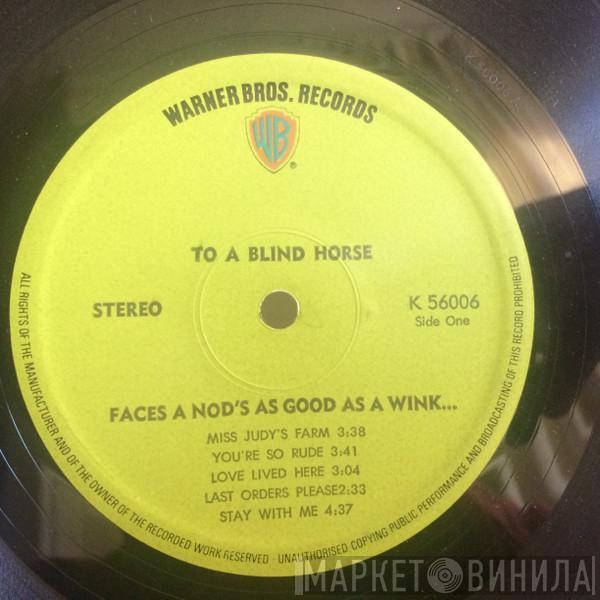 WARNER BROS. RECORDS
WB
®
TO A BLIND HORSE
STEREO
K 56006
Side One
FACES A NOD'S AS GOOD AS A WINK...
MISS JUDY'S FARM 3:38
YOU'RE SO RUDE 3:41
LOVE LIVED HERE 3:04
LAST ORDERS PLEASE2:33
STAY WITH ME 4:37
ALL RIGHTS OF THE MANUFACTURER AND OF THE OWNER OF THE RECORDED WORK RESERVED · UNAUTHORISED COPYING PUBLIC PERFORMANCE AND BROADCASTING OF THIS RECORD PROHIBITED
МАРКЕТ ВИНИЛА